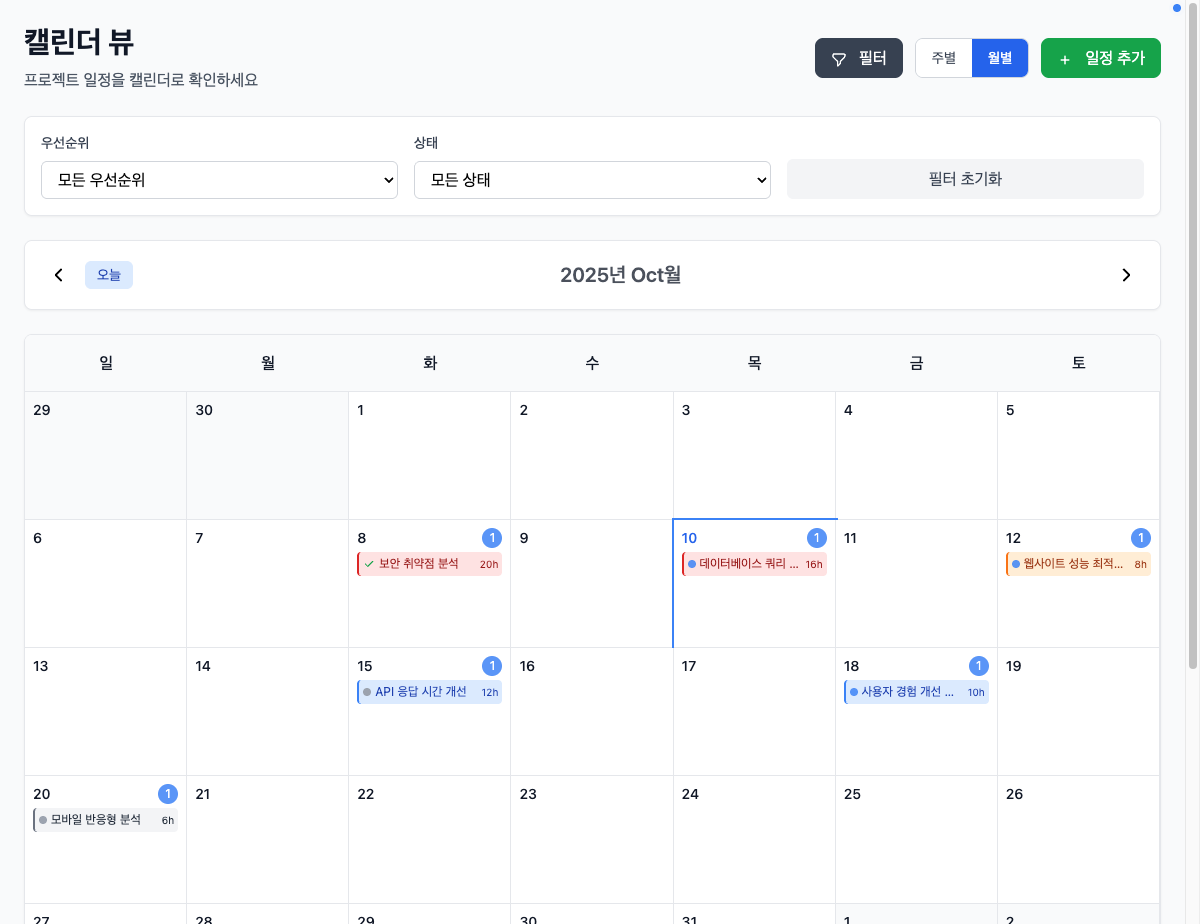 캘린더 뷰
프로젝트 일정을 캘린더로 확인하세요
필터
주별
월별
+ 일정 추가
우선순위
모든 우선순위
상태
모든 상태
필터 초기화
오늘
2025년 Oct월
일 월 화 수 목 금 토
29 30 1 2 3 4 5
6 7 8 1 9 10 1 11 12 1
보안 취약점 분석 20h
데이터베이스 쿼리 ... 16h
웹사이트 성능 최적... 8h
13 14 15 1 16 17 18 1 19
API 응답 시간 개선 12h
사용자 경험 개선 ... 10h
20 1 21 22 23 24 25 26
모바일 반응형 분석 6h
27 28 29 30 31 1 2